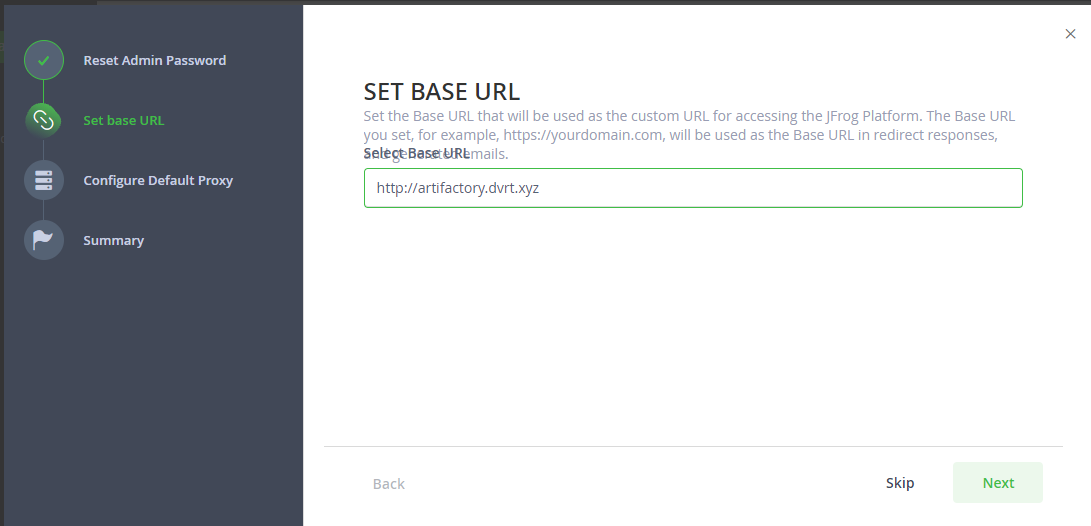 Reset Admin Password
Set base URL
Configure Default Proxy
Summary
SET BASE URL
Set the Base URL that will be used as the custom URL for accessing the JFrog Platform. The Base URL
you set, for example, https://yourdomain.com, will be used as the Base URL in redirect responses,
and generated emails.
Select Base URL
http://artifactory.dvrt.xyz
Back
Skip
Next